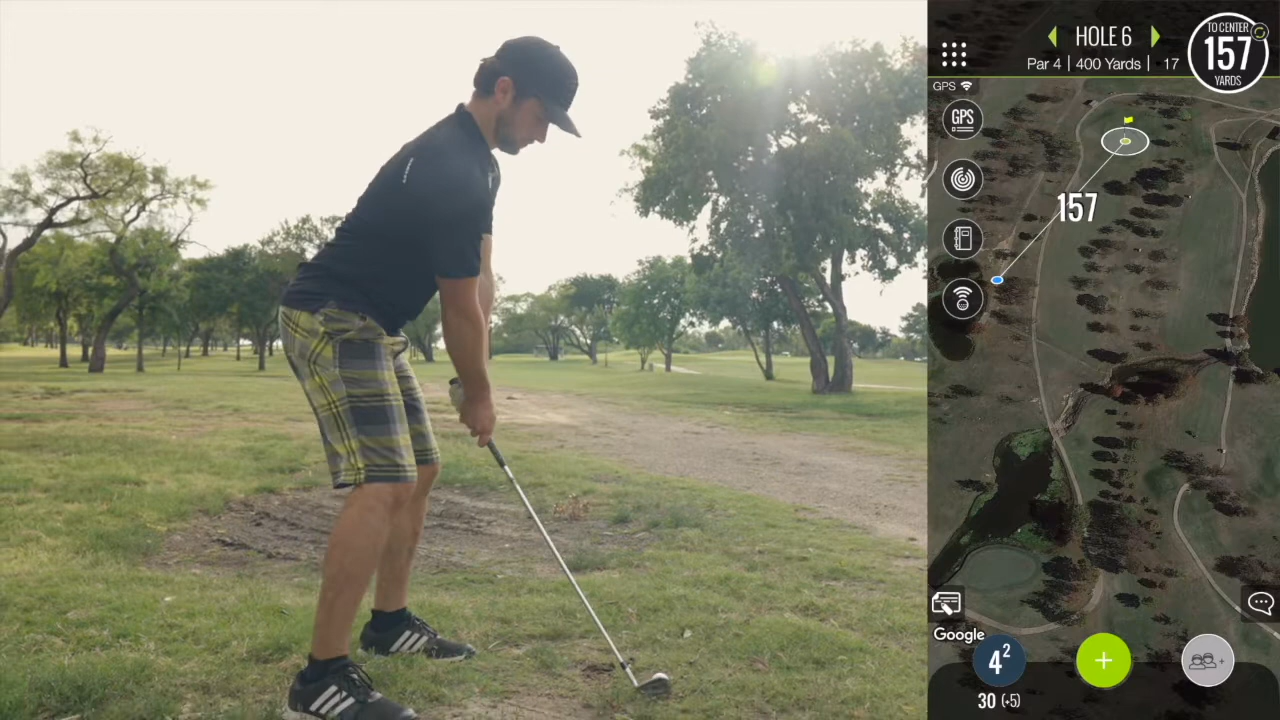 HOLE 6
Par 4 | 400 Yards | 17
TO CENTER
157
YARDS
GPS
GPS
157
Google
4²
30 (+5)